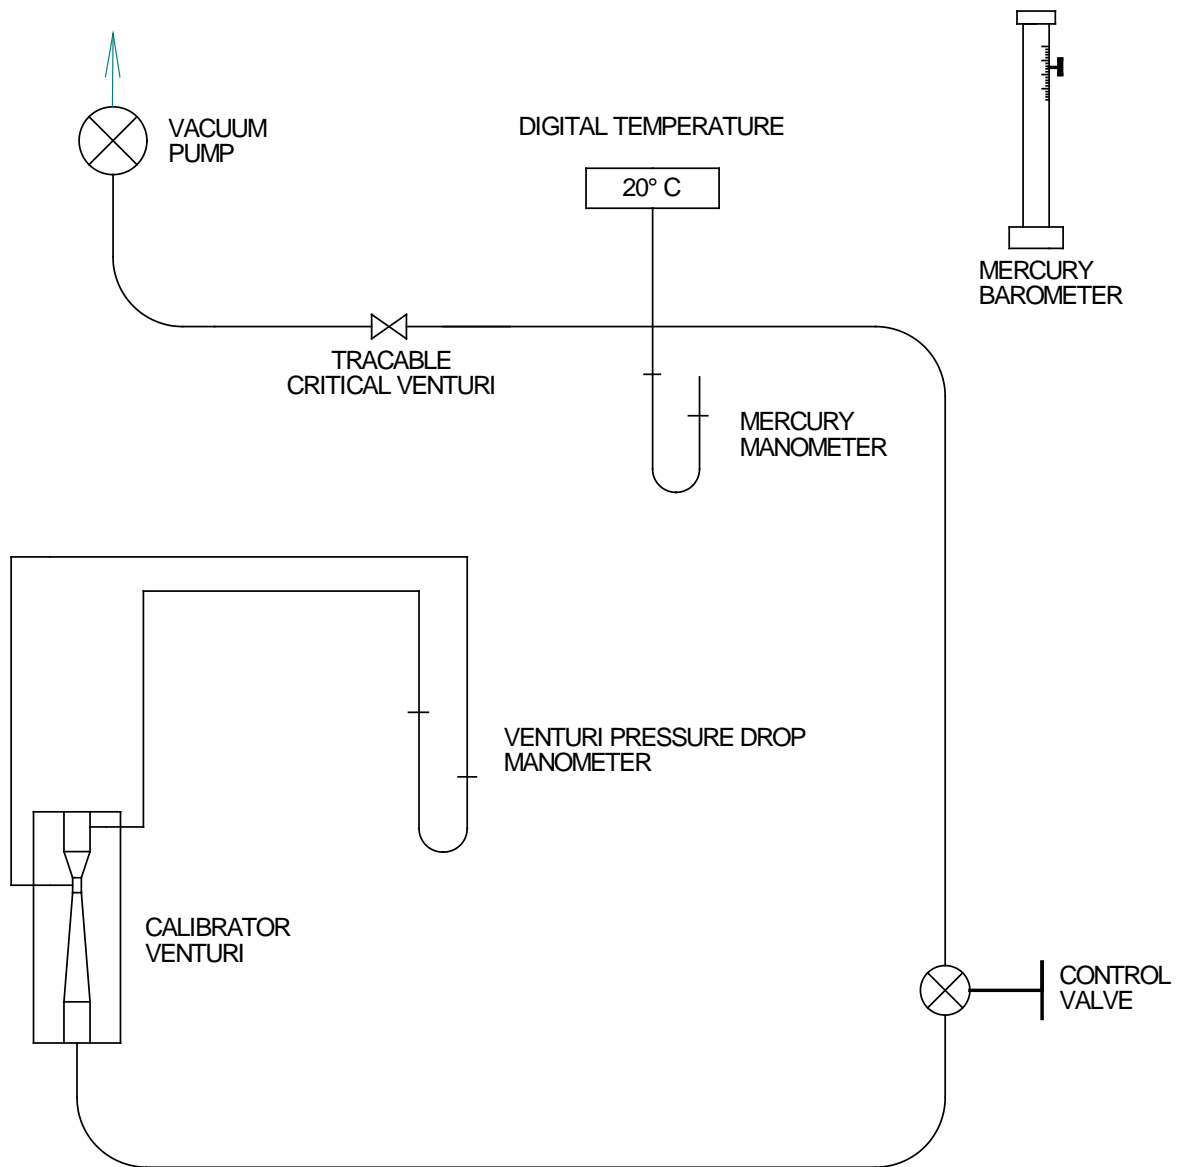 VACUUM
PUMP
DIGITAL TEMPERATURE
20° C
MERCURY
BAROMETER
TRACABLE
CRITICAL VENTURI
MERCURY
MANOMETER
VENTURI PRESSURE DROP
MANOMETER
CALIBRATOR
VENTURI
CONTROL
VALVE